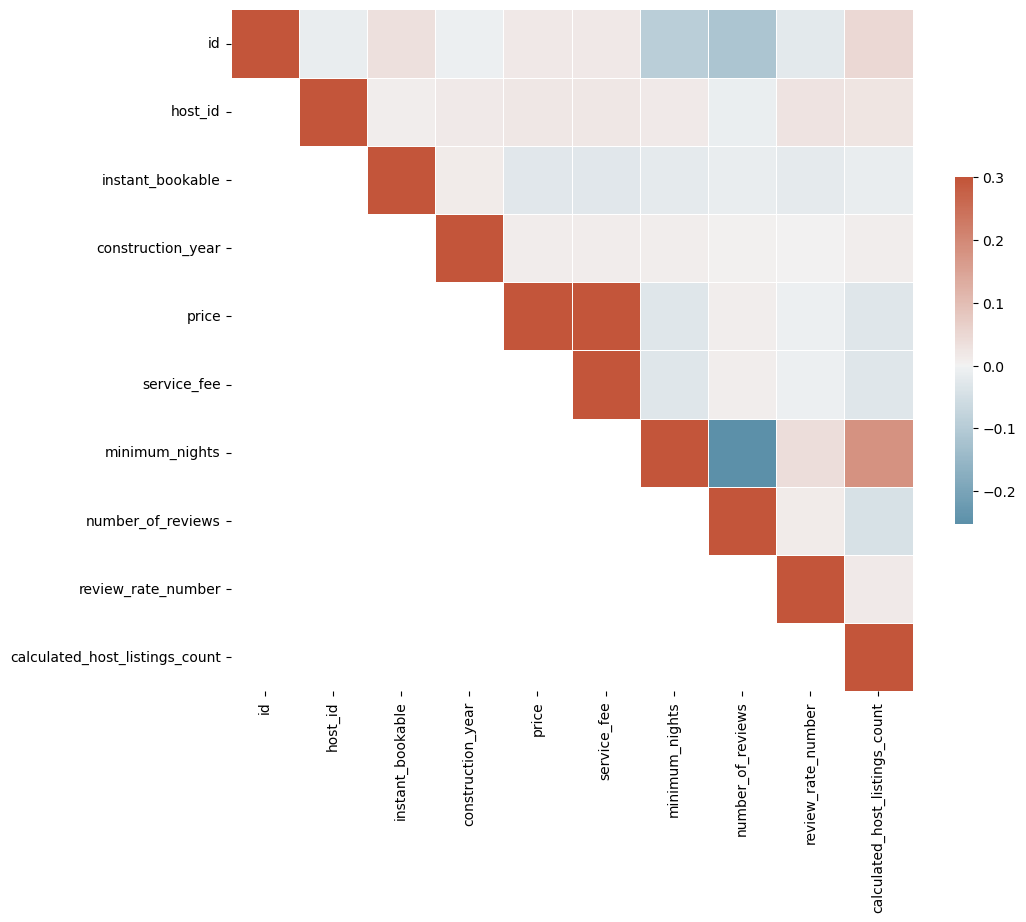 id
host_id
instant_bookable
construction_year
price
service_fee
minimum_nights
number_of_reviews
review_rate_number
calculated_host_listings_count
id
host_id
instant_bookable
construction_year
price
service_fee
minimum_nights
number_of_reviews
review_rate_number
calculated_host_listings_count
0.3
0.2
0.1
0.0
−0.1
−0.2